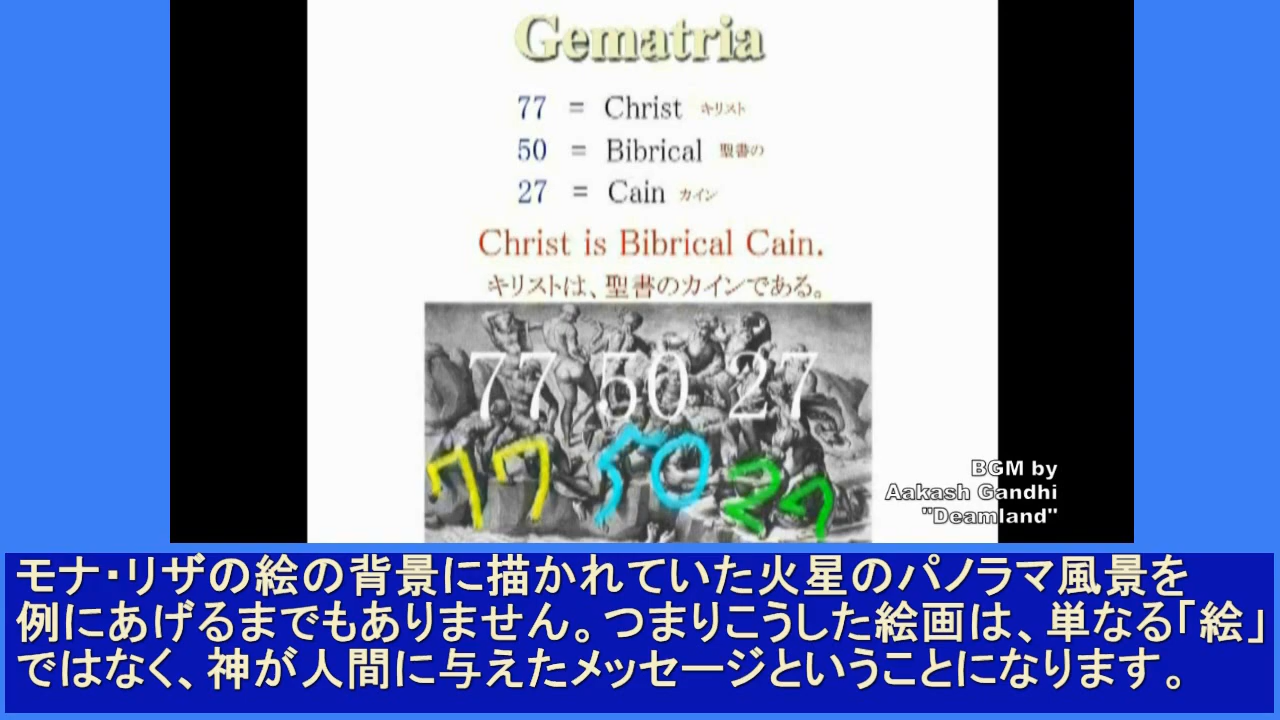 Gematria
77 = Christ キリスト
50 = Bibrical 聖書の
27 = Cain カイン
Christ is Bibrical Cain.
キリストは、聖書のカインである。
77 50 27
77 50 27
BGM by
Aakash Gandhi
"Deamland"
モナ・リザの絵の背景に描かれていた火星のパノラマ風景を
例にあげるまでもありません。つまりこうした絵画は、単なる「絵」
ではなく、神が人間に与えたメッセージということになります。